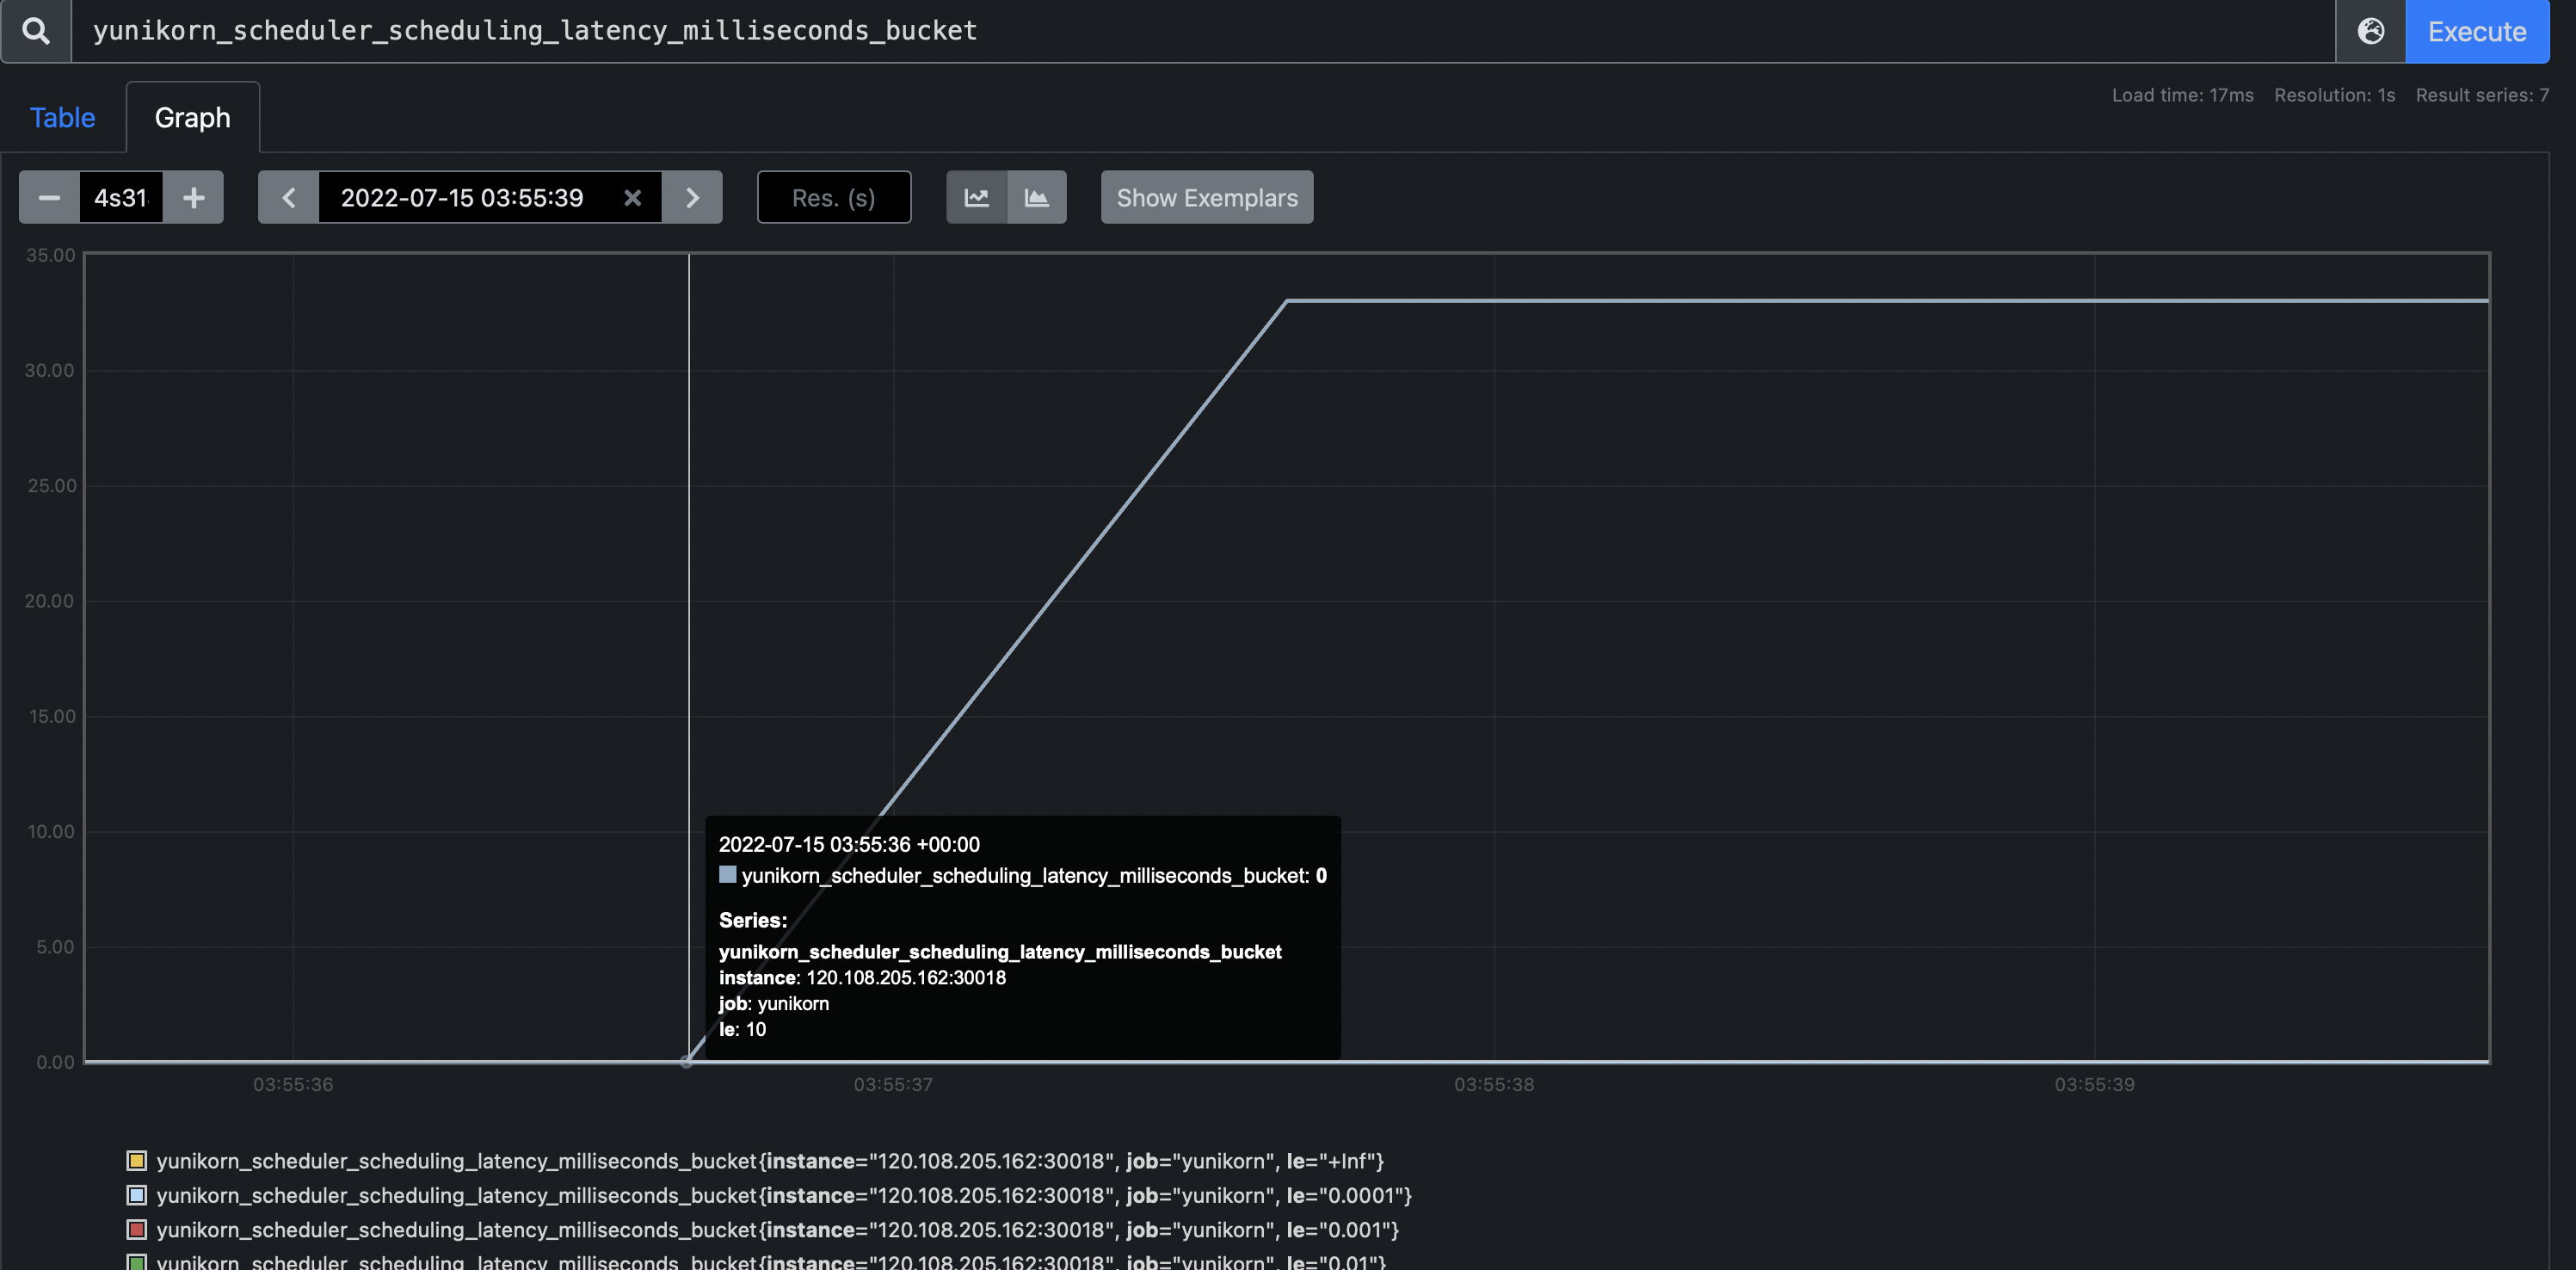 yunikorn_scheduler_scheduling_latency_milliseconds_bucket
Execute
Table
Graph
Load time: 17ms Resolution: 1s Result series: 7
4s31
2022-07-15 03:55:39
Res. (s)
Show Exemplars
35.00
30.00
25.00
20.00
15.00
10.00
5.00
0.00
2022-07-15 03:55:36 +00:00
yunikorn_scheduler_scheduling_latency_milliseconds_bucket: 0
Series:
yunikorn_scheduler_scheduling_latency_milliseconds_bucket
instance: 120.108.205.162:30018
job: yunikorn
le: 10
03:55:36
03:55:37
03:55:38
03:55:39
yunikorn_scheduler_scheduling_latency_milliseconds_bucket{instance="120.108.205.162:30018", job="yunikorn", le="+Inf"}
yunikorn_scheduler_scheduling_latency_milliseconds_bucket{instance="120.108.205.162:30018", job="yunikorn", le="0.0001"}
yunikorn_scheduler_scheduling_latency_milliseconds_bucket{instance="120.108.205.162:30018", job="yunikorn", le="0.001"}
yunikorn_scheduler_scheduling_latency_milliseconds_bucket{instance="120.108.205.162:30018", job="yunikorn", le="0.01"}